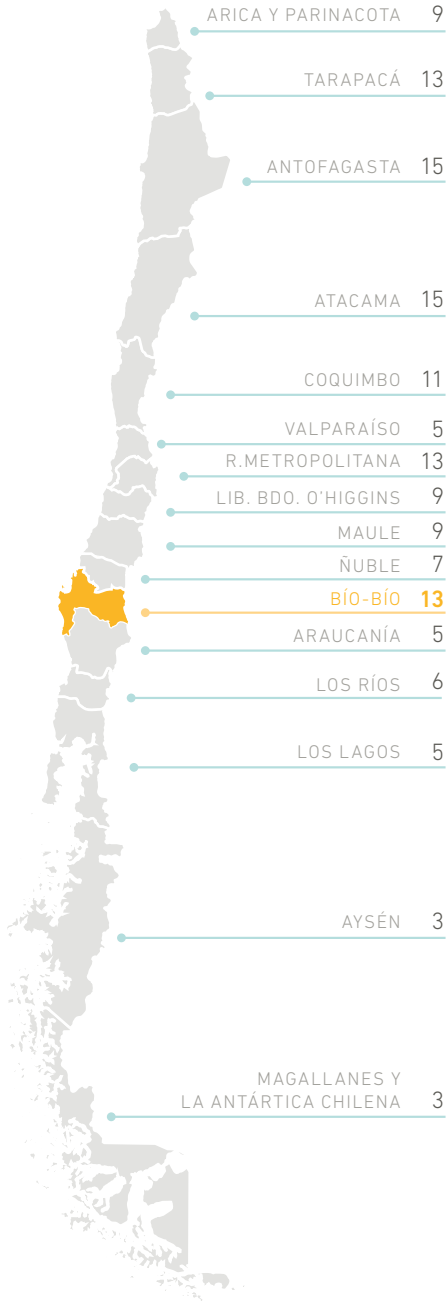 ARICA Y PARINACOTA 9
TARAPACÁ 13
ANTOFAGASTA 15
ATACAMA 15
COQUIMBO 11
VALPARAÍSO 5
R.METROPOLITANA 13
LIB. BDO. O'HIGGINS 9
MAULE 9
ÑUBLE 7
BÍO-BÍO 13
ARAUCANÍA 5
LOS RÍOS 6
LOS LAGOS 5
AYSÉN 3
MAGALLANES Y
LA ANTÁRTICA CHILENA 3